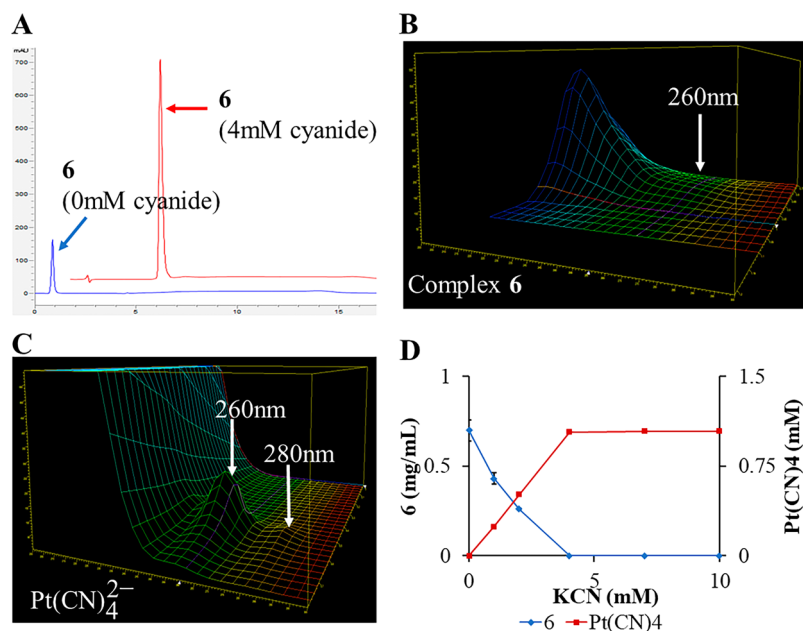 A
mAU
700
600
500
400
300
200
100
0
0
5
10
15
6
(4mM cyanide)
6
(0mM cyanide)
B
260nm
Complex 6
C
260nm
280nm
Pt(CN)4 2−
D
1
0.5
0
6 (mg/mL)
1.5
0.75
0
Pt(CN)4 (mM)
0 5 10
KCN (mM)
6 Pt(CN)4